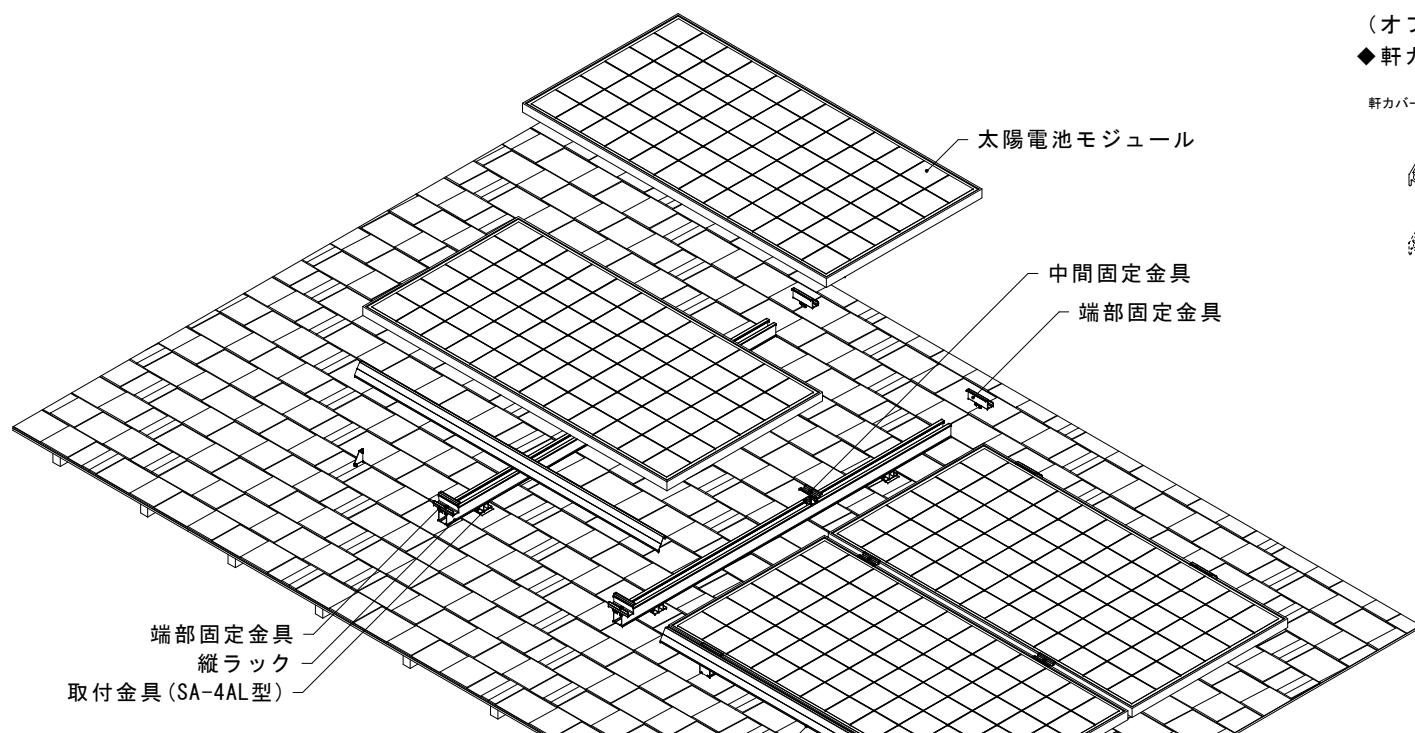 (オ
◆軒カ
軒カバー
太陽電池モジュール
中間固定金具
端部固定金具
端部固定金具
縦ラック
取付金具(SA-4AL型)